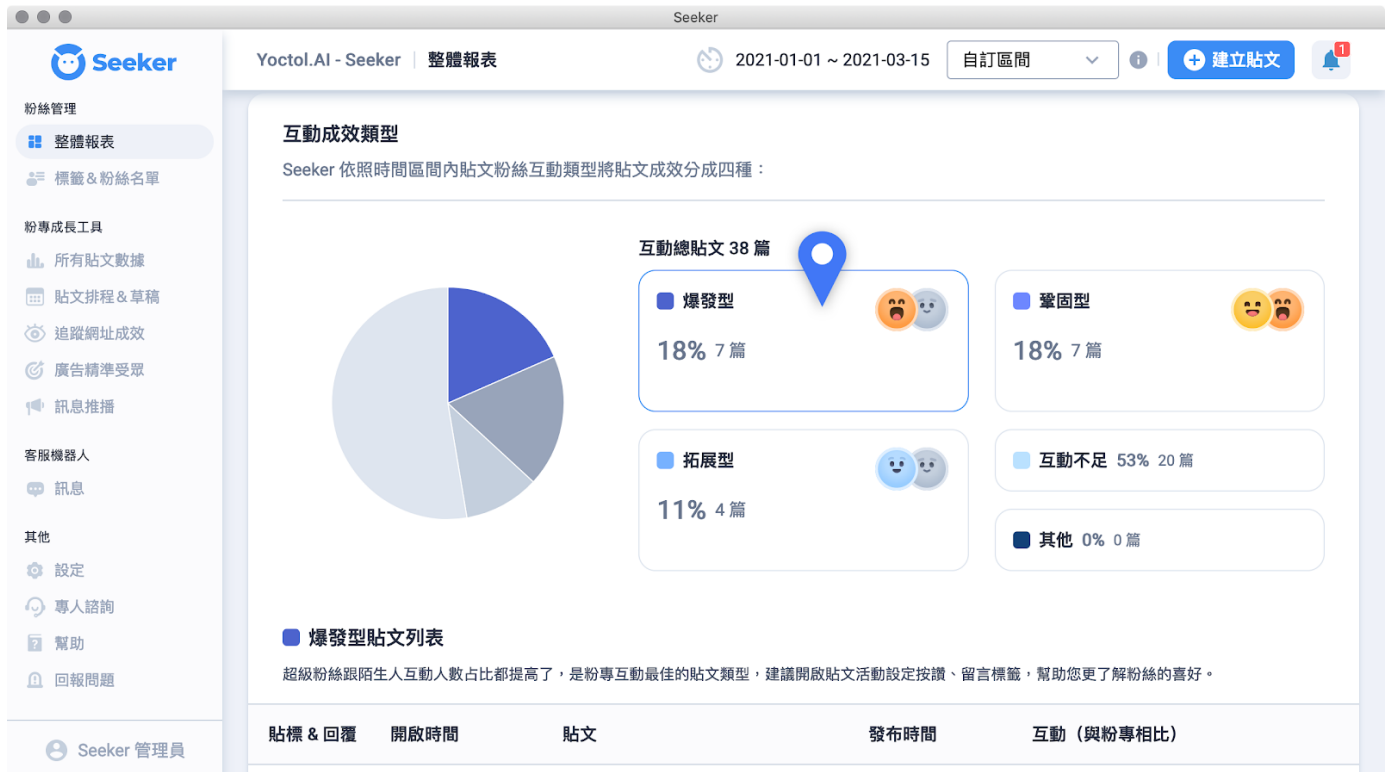 Seeker
Seeker
Yoctol.AI - Seeker 整體報表
2021-01-01 ~ 2021-03-15
自訂區間
建立貼文
1
粉絲管理
整體報表
標籤&粉絲名單
粉專成長工具
所有貼文數據
貼文排程&草稿
追蹤網址成效
廣告精準受眾
訊息推播
客服機器人
訊息
其他
設定
專人諮詢
幫助
回報問題
Seeker 管理員
互動成效類型
Seeker 依照時間區間內貼文粉絲互動類型將貼文成效分成四種：
互動總貼文 38 篇
爆發型
18% 7 篇
鞏固型
18% 7 篇
拓展型
11% 4 篇
互動不足 53% 20 篇
其他 0% 0 篇
爆發型貼文列表
超級粉絲跟陌生人互動人數占比都提高了，是粉專互動最佳的貼文類型，建議開啟貼文活動設定按讚、留言標籤，幫助您更了解粉絲的喜好。
貼標 & 回覆 開啟時間 貼文 發布時間 互動（與粉專相比）